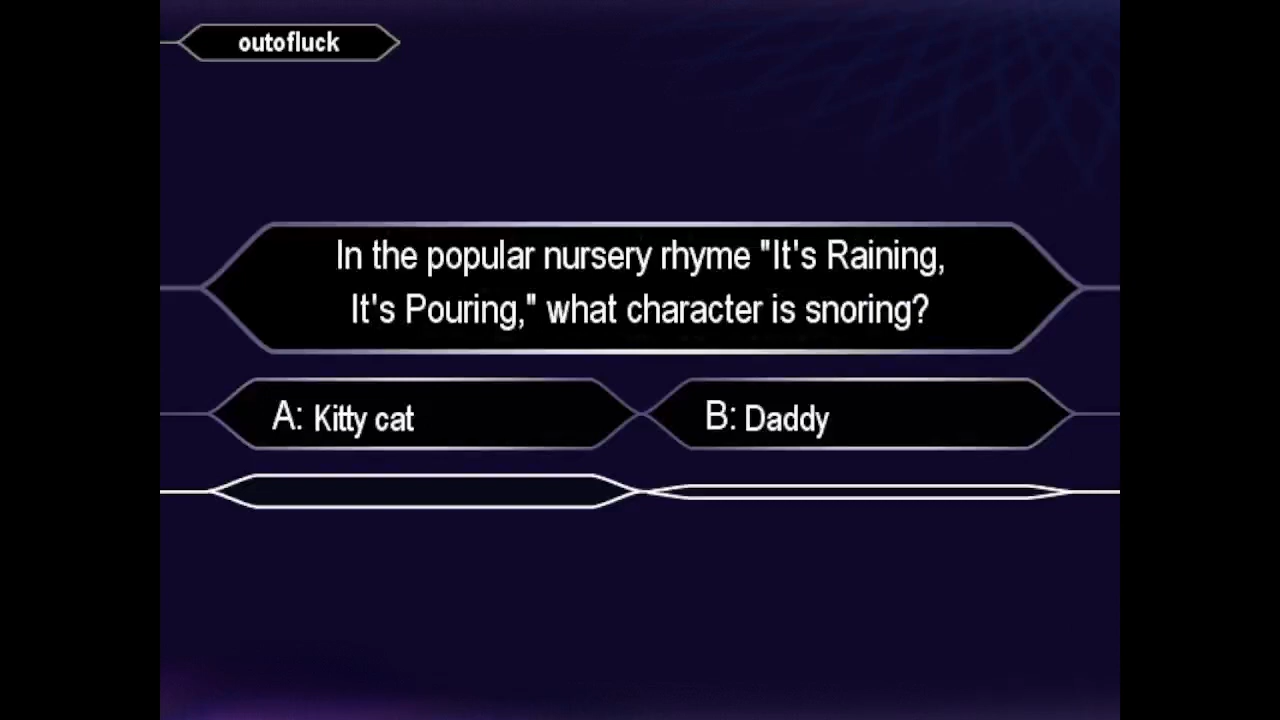 outofluck
In the popular nursery rhyme "It's Raining,
It's Pouring," what character is snoring?
A: Kitty cat
B: Daddy